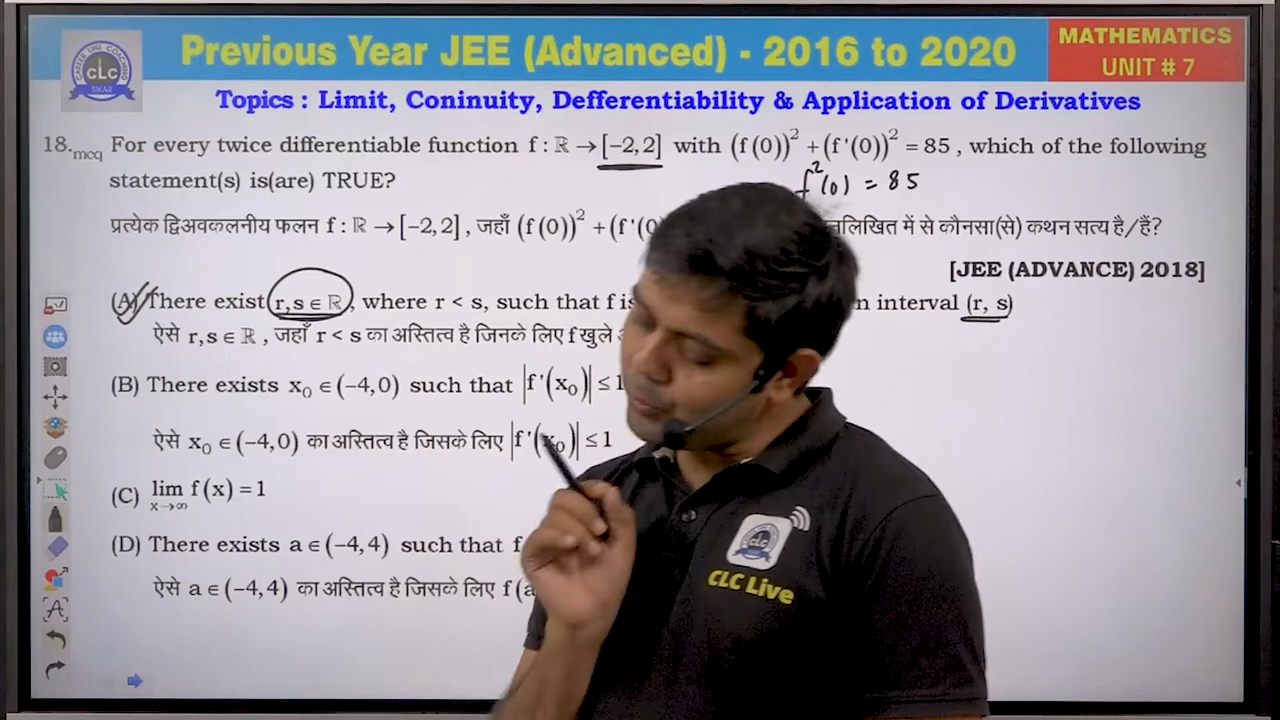 Previous Year JEE (Advanced) - 2016 to 2020
MATHEMATICS
UNIT # 7
CLC
SIKAR
Topics : Limit, Coninuity, Defferentiability & Application of Derivatives
18. mcq For every twice differentiable function f : ℝ → [−2, 2] with (f(0))² + (f'(0))² = 85 , which of the following
statement(s) is(are) TRUE?
f²(0) = 85
प्रत्येक द्विअवकलनीय फलन f : ℝ → [−2, 2] , जहाँ (f(0))² + (f'(0 लिखित में से कौनसा(से) कथन सत्य है/हैं?
[JEE (ADVANCE) 2018]
(A) There exist r, s ∈ ℝ , where r < s, such that f is n interval (r, s)
ऐसे r, s ∈ ℝ , जहाँ r < s का अस्तित्व है जिनके लिए f खुले
(B) There exists x₀ ∈ (−4, 0) such that |f'(x₀)| ≤ 1
ऐसे x₀ ∈ (−4, 0) का अस्तित्व है जिसके लिए |f'(x₀)| ≤ 1
(C) lim x→∞ f(x) = 1
(D) There exists a ∈ (−4, 4) such that f
ऐसे a ∈ (−4, 4) का अस्तित्व है जिसके लिए f(a
CLC
CLC Live